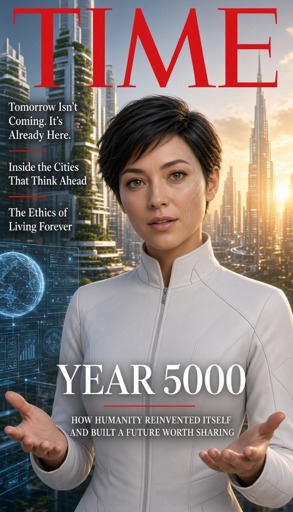 TIME
Tomorrow Isn't
Coming. It's
Already Here.
Inside the Cities
That Think Ahead
The Ethics of
Living Forever
YEAR 5000
HOW HUMANITY REINVENTED ITSELF
AND BUILT A FUTURE WORTH SHARING